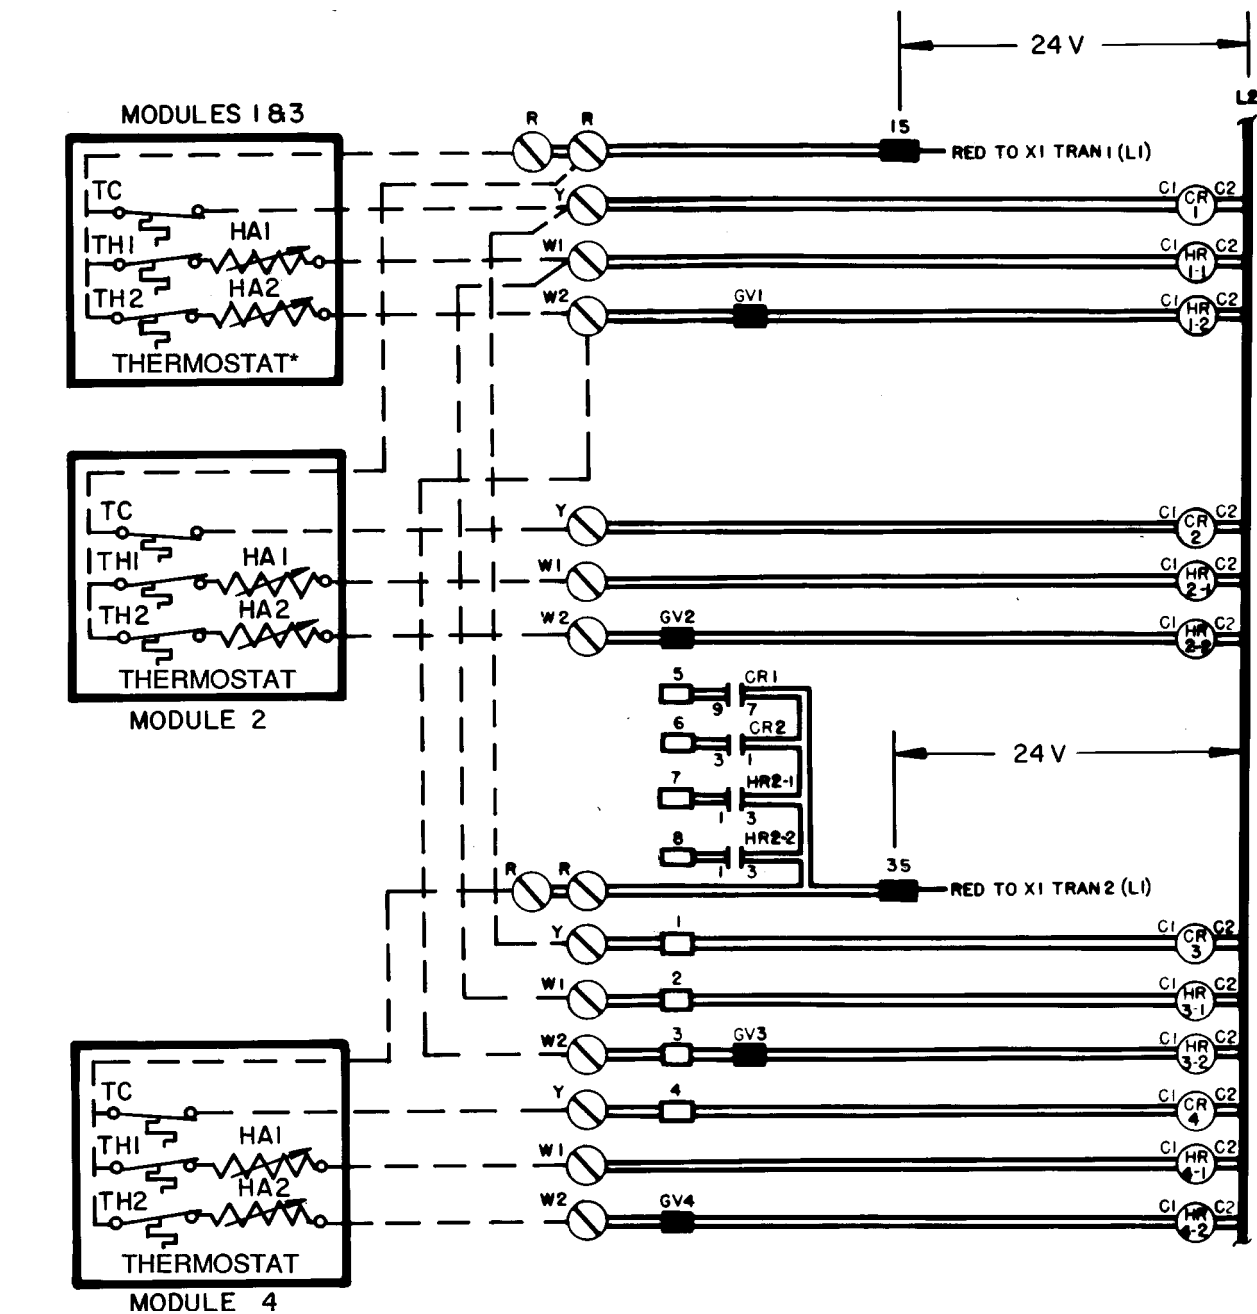 24 V
L2
MODULES 1 & 3
R R
15
RED TO X1 TRAN 1 (L1)
TC
Y
C1 CR 1 C2
TH1
HA1
W1
C1 HR 1-1 C2
TH2
HA2
W2
GV1
C1 HR 1-2 C2
THERMOSTAT*
TC
Y
C1 CR 2 C2
TH1
HA1
W1
C1 HR 2-1 C2
TH2
HA2
W2
GV2
C1 HR 2-2 C2
THERMOSTAT
MODULE 2
5
9 7
CR1
6
3 1
CR2
24 V
7
1 3
HR2-1
8
1 3
HR2-2
R R
35
RED TO X1 TRAN 2 (L1)
Y
1
C1 CR 3 C2
W1
2
C1 HR 3-1 C2
W2
3
GV3
C1 HR 3-2 C2
TC
Y
4
C1 CR 4 C2
TH1
HA1
W1
C1 HR 4-1 C2
TH2
HA2
W2
GV4
C1 HR 4-2 C2
THERMOSTAT
MODULE 4